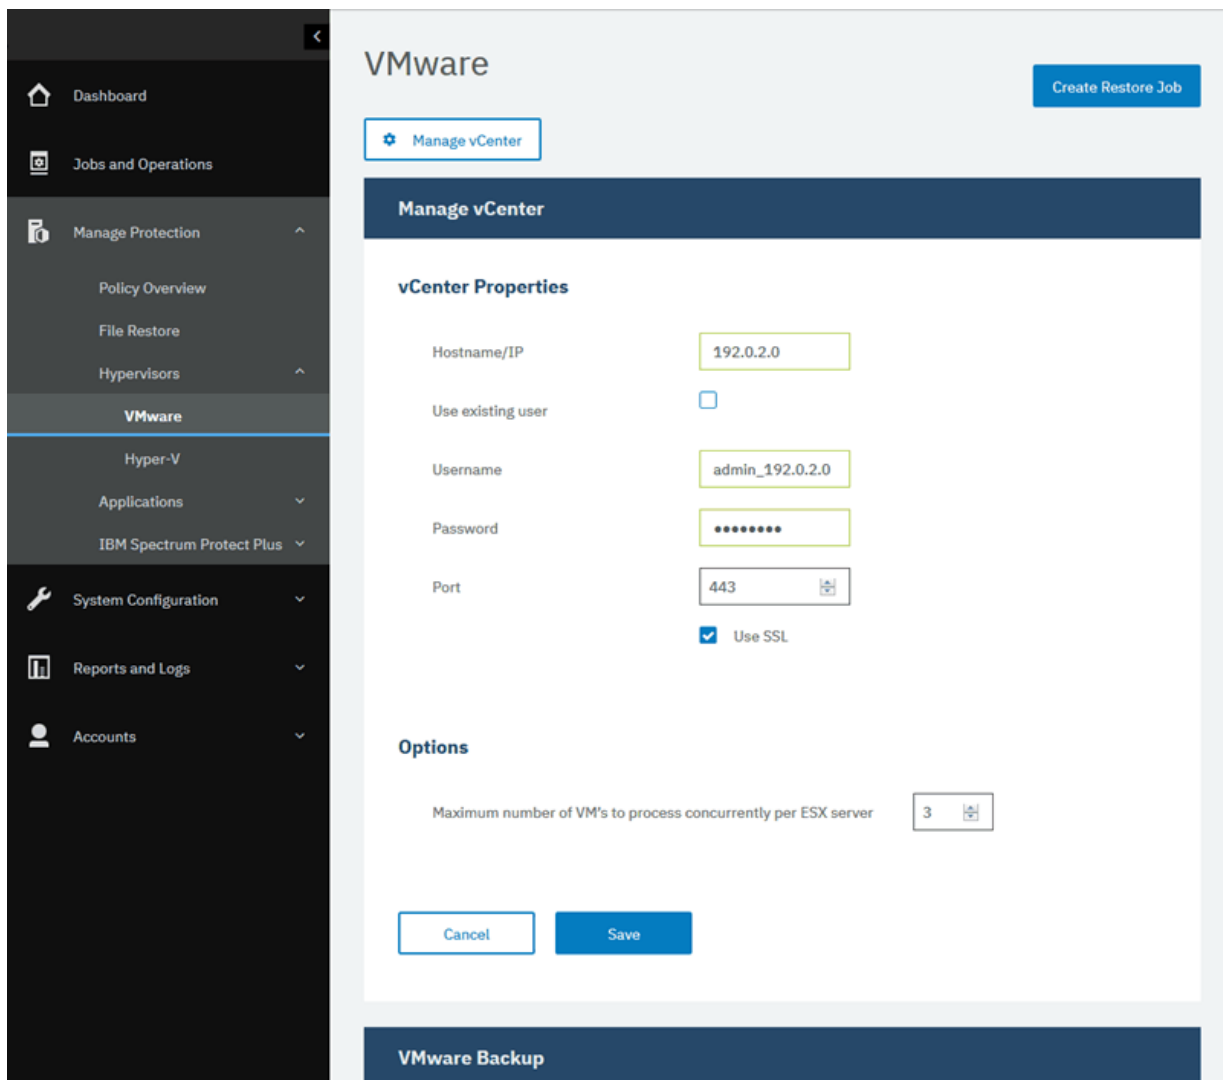 Dashboard
Jobs and Operations
Manage Protection
Policy Overview
File Restore
Hypervisors
VMware
Hyper-V
Applications
IBM Spectrum Protect Plus
System Configuration
Reports and Logs
Accounts
VMware
Create Restore Job
Manage vCenter
Manage vCenter
vCenter Properties
Hostname/IP 192.0.2.0
Use existing user
Username admin_192.0.2.0
Password ••••••••
Port 443
Use SSL
Options
Maximum number of VM's to process concurrently per ESX server 3
Cancel Save
VMware Backup